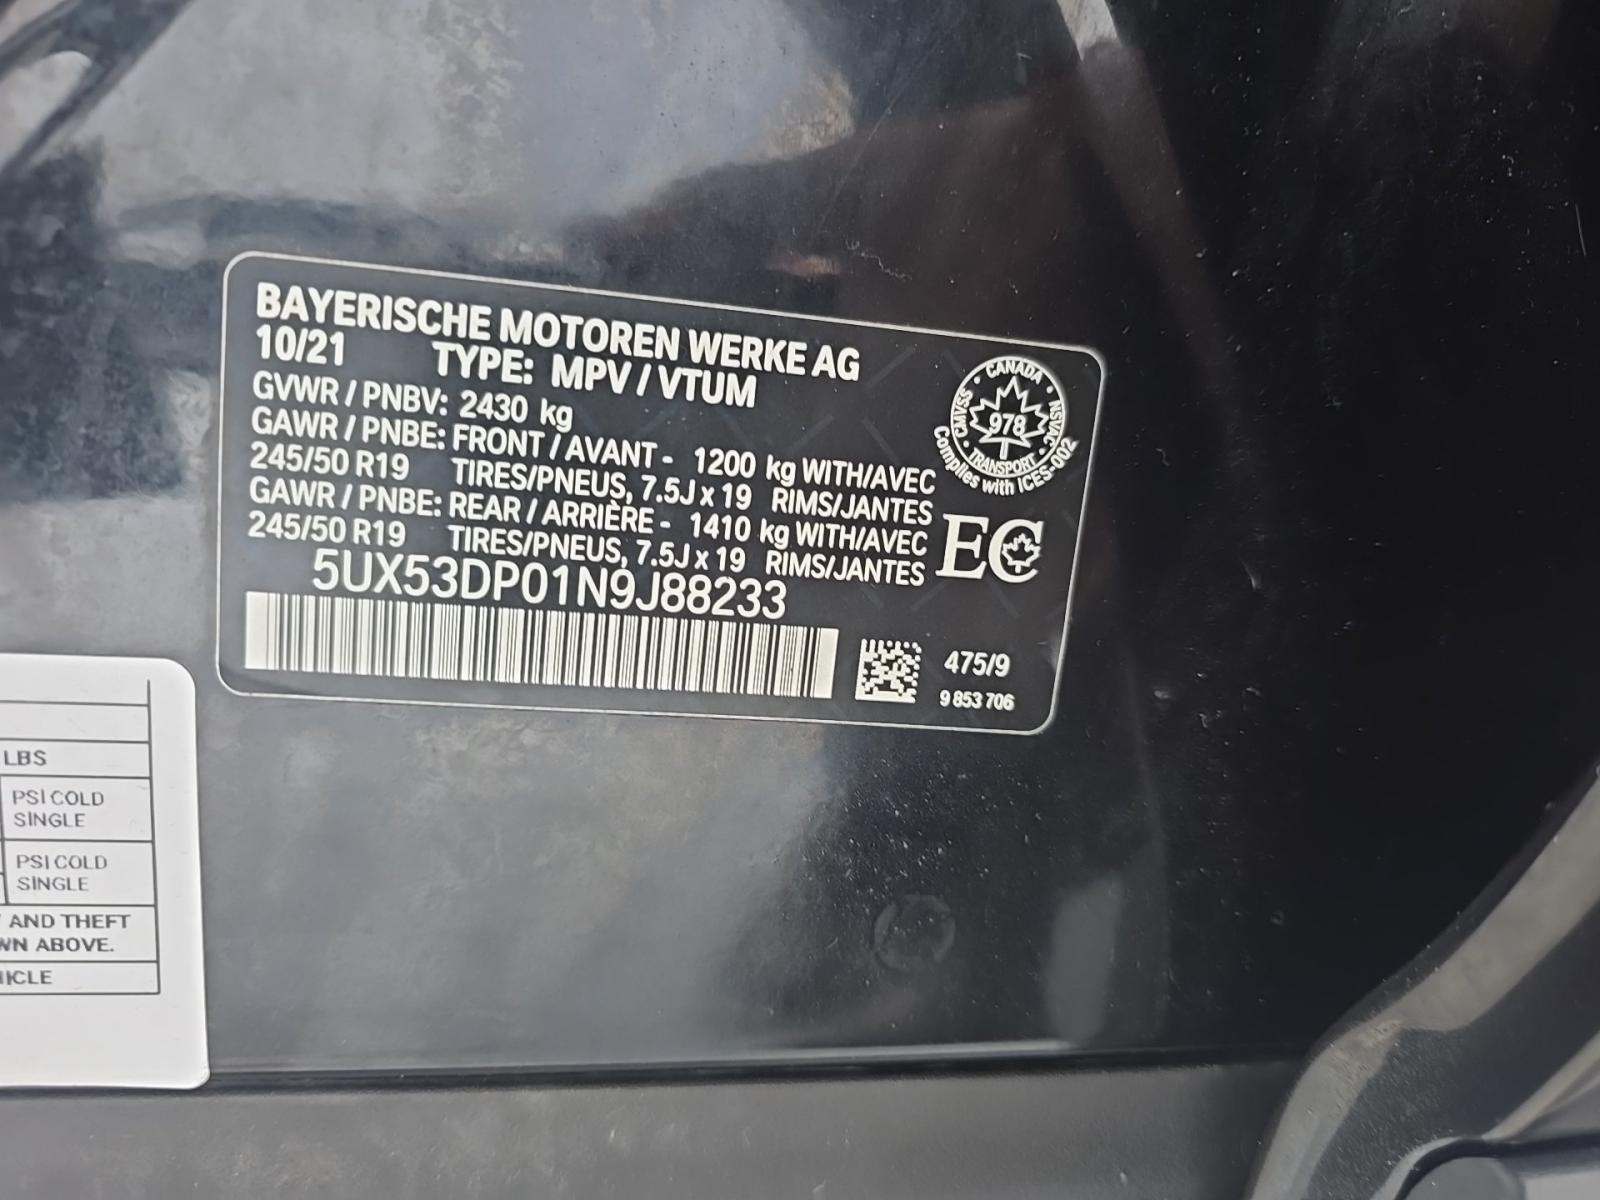 BAYERISCHE MOTOREN WERKE AG
10/21 TYPE: MPV / VTUM
GVWR / PNBV: 2430 kg
GAWR / PNBE: FRONT / AVANT - 1200 kg WITH/AVEC
245/50 R19 TIRES/PNEUS, 7.5J x 19 RIMS/JANTES
GAWR / PNBE: REAR / ARRIÈRE - 1410 kg WITH/AVEC
245/50 R19 TIRES/PNEUS, 7.5J x 19 RIMS/JANTES
5UX53DP01N9J88233
CANADA
CMVSS NSVAC
978
TRANSPORT
Complies with ICES-002
EC
475/9
9 853 706
LBS
PSI COLD
SINGLE
PSI COLD
SINGLE
AND THEFT
WN ABOVE.
HICLE